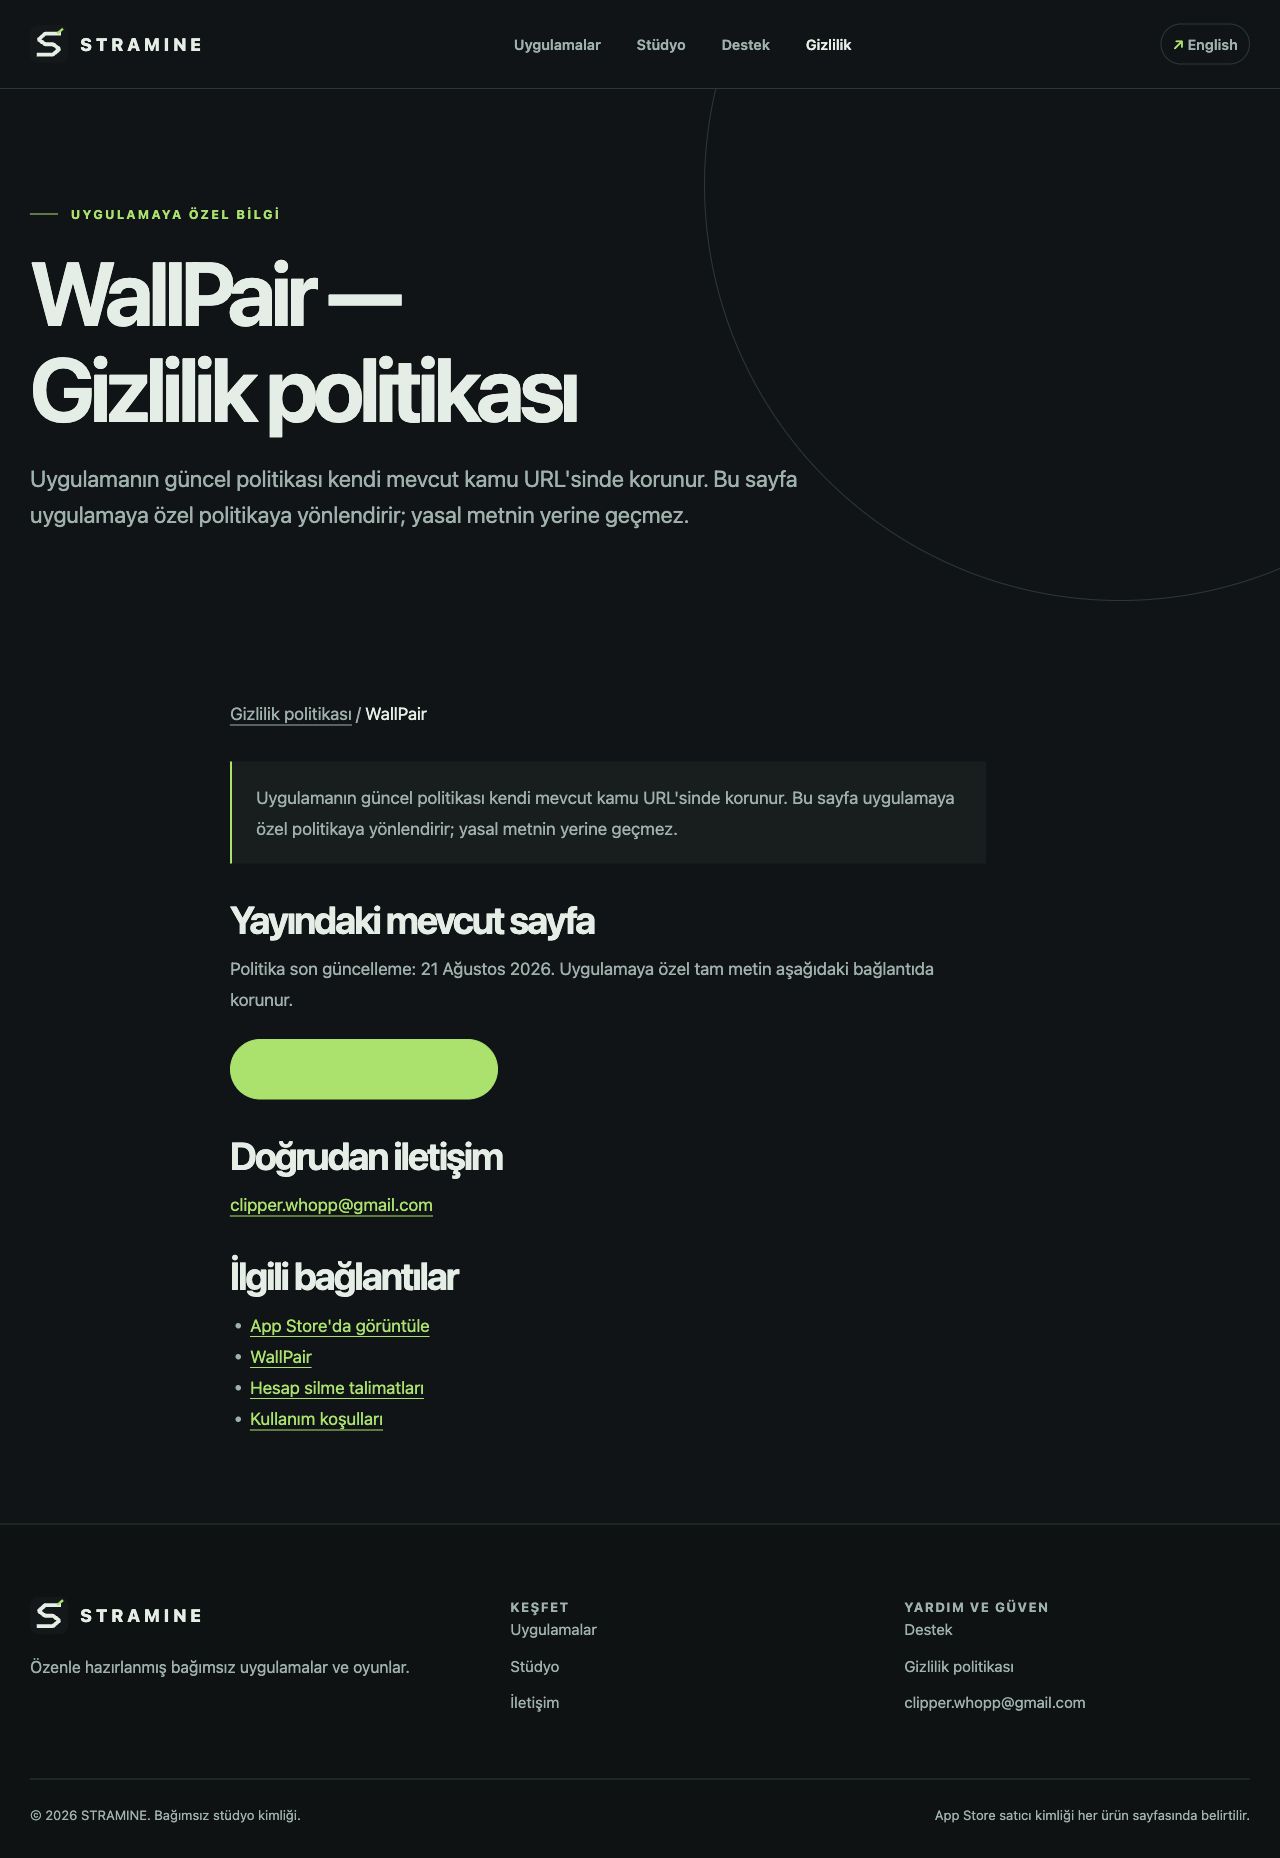 STRAMINE
Uygulamalar
Stüdyo
Destek
Gizlilik
English
UYGULAMAYA ÖZEL BİLGİ
WallPair —
Gizlilik politikası
Uygulamanın güncel politikası kendi mevcut kamu URL'sinde korunur. Bu sayfa
uygulamaya özel politikaya yönlendirir; yasal metnin yerine geçmez.
Gizlilik politikası / WallPair
Uygulamanın güncel politikası kendi mevcut kamu URL'sinde korunur. Bu sayfa uygulamaya
özel politikaya yönlendirir; yasal metnin yerine geçmez.
Yayındaki mevcut sayfa
Politika son güncelleme: 21 Ağustos 2026. Uygulamaya özel tam metin aşağıdaki bağlantıda
korunur.
Doğrudan iletişim
clipper.whopp@gmail.com
İlgili bağlantılar
• App Store'da görüntüle
• WallPair
• Hesap silme talimatları
• Kullanım koşulları
STRAMINE
Özenle hazırlanmış bağımsız uygulamalar ve oyunlar.
KEŞFET
Uygulamalar
Stüdyo
İletişim
YARDIM VE GÜVEN
Destek
Gizlilik politikası
clipper.whopp@gmail.com
© 2026 STRAMINE. Bağımsız stüdyo kimliği.
App Store satıcı kimliği her ürün sayfasında belirtilir.